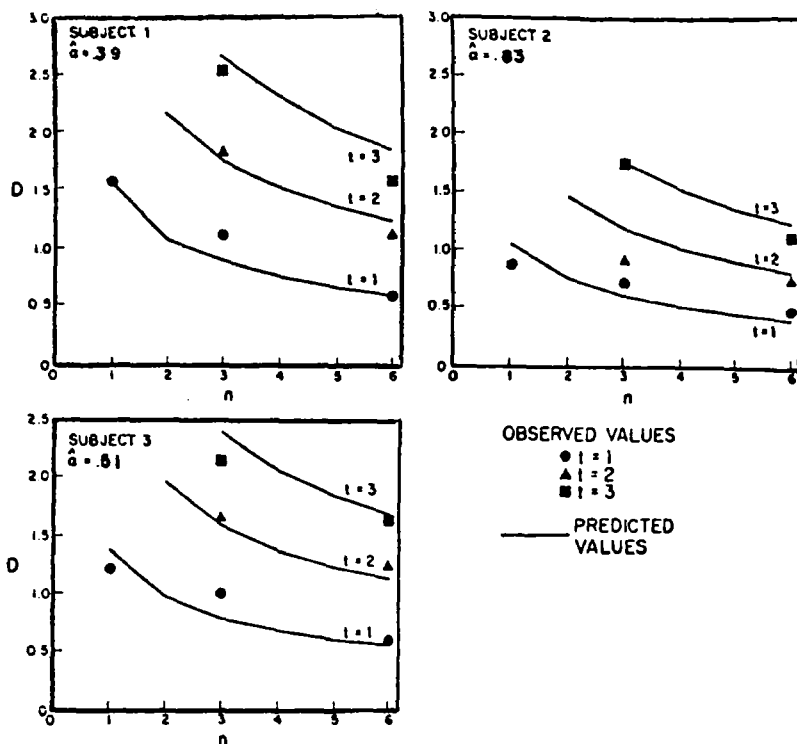 SUBJECT 1
α̂ = .39
3.0
2.5
2.0
D 1.5
1.0
0.5
0
t = 3
t = 2
t = 1
0 1 2 3 4 5 6
n
SUBJECT 2
α̂ = .83
3.0
2.5
2.0
1.5
1.0
0.5
0
t = 3
t = 2
t = 1
0 1 2 3 4 5 6
n
SUBJECT 3
α̂ = .51
2.5
2.0
1.5
D
1.0
0.5
0
t = 3
t = 2
t = 1
0 1 2 3 4 5 6
n
OBSERVED VALUES
t = 1
t = 2
t = 3
PREDICTED
VALUES